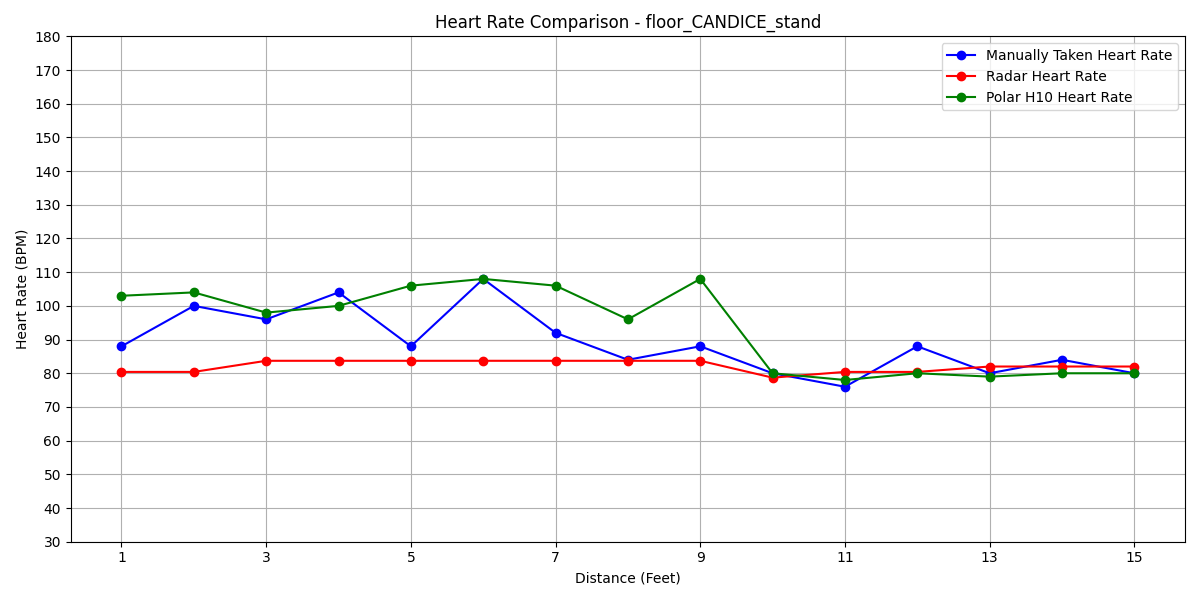 Heart Rate Comparison - floor_CANDICE_stand
Heart Rate (BPM)
180
170
160
150
140
130
120
110
100
90
80
70
60
50
40
30
Manually Taken Heart Rate
Radar Heart Rate
Polar H10 Heart Rate
1 3 5 7 9 11 13 15
Distance (Feet)